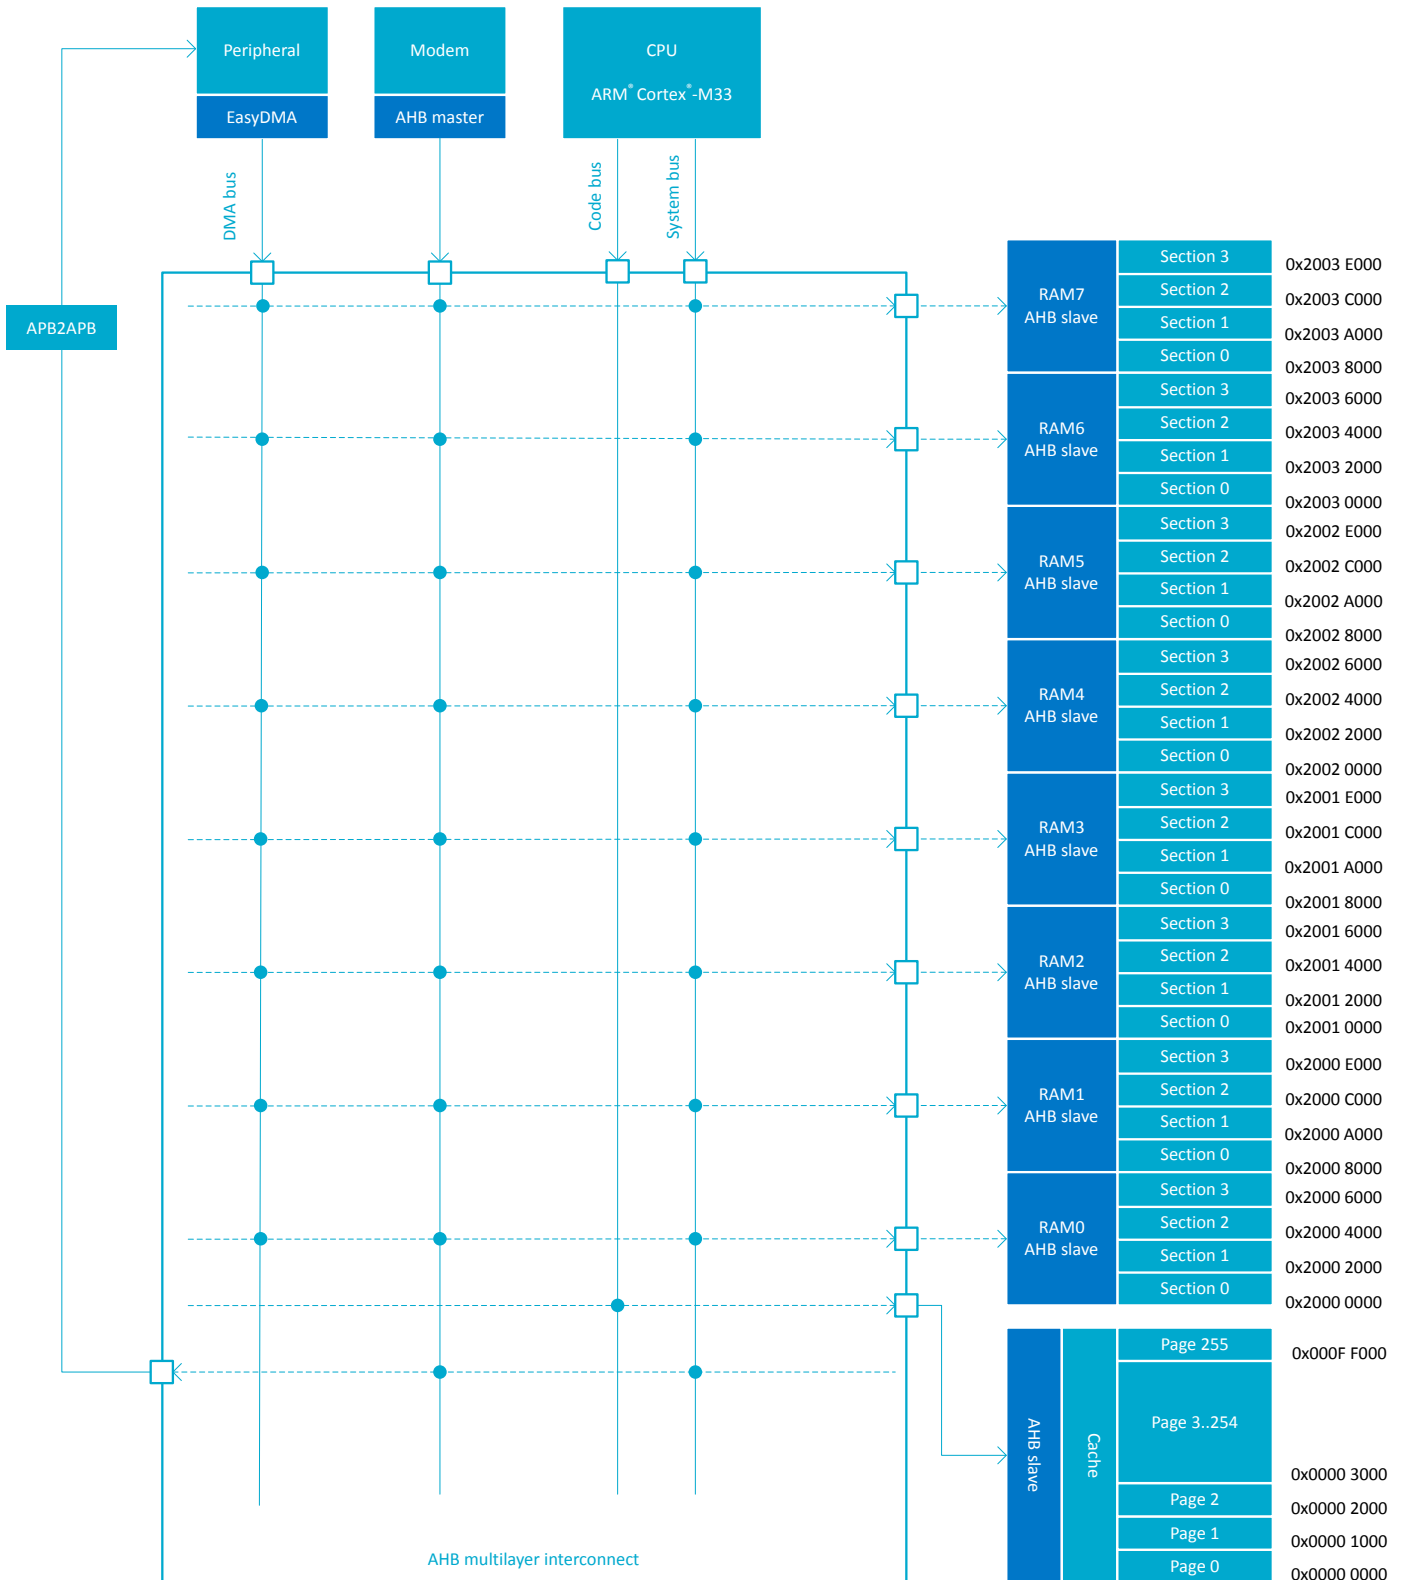 Peripheral
EasyDMA
Modem
AHB master
CPU
ARM® Cortex®-M33
DMA bus
Code bus
System bus
APB2APB
RAM7
AHB slave
Section 3
0x2003 E000
Section 2
0x2003 C000
Section 1
0x2003 A000
Section 0
0x2003 8000
RAM6
AHB slave
Section 3
0x2003 6000
Section 2
0x2003 4000
Section 1
0x2003 2000
Section 0
0x2003 0000
RAM5
AHB slave
Section 3
0x2002 E000
Section 2
0x2002 C000
Section 1
0x2002 A000
Section 0
0x2002 8000
RAM4
AHB slave
Section 3
0x2002 6000
Section 2
0x2002 4000
Section 1
0x2002 2000
Section 0
0x2002 0000
RAM3
AHB slave
Section 3
0x2001 E000
Section 2
0x2001 C000
Section 1
0x2001 A000
Section 0
0x2001 8000
RAM2
AHB slave
Section 3
0x2001 6000
Section 2
0x2001 4000
Section 1
0x2001 2000
Section 0
0x2001 0000
RAM1
AHB slave
Section 3
0x2000 E000
Section 2
0x2000 C000
Section 1
0x2000 A000
Section 0
0x2000 8000
RAM0
AHB slave
Section 3
0x2000 6000
Section 2
0x2000 4000
Section 1
0x2000 2000
Section 0
0x2000 0000
AHB slave
Cache
Page 255
0x000F F000
Page 3..254
0x0000 3000
Page 2
0x0000 2000
Page 1
0x0000 1000
Page 0
0x0000 0000
AHB multilayer interconnect